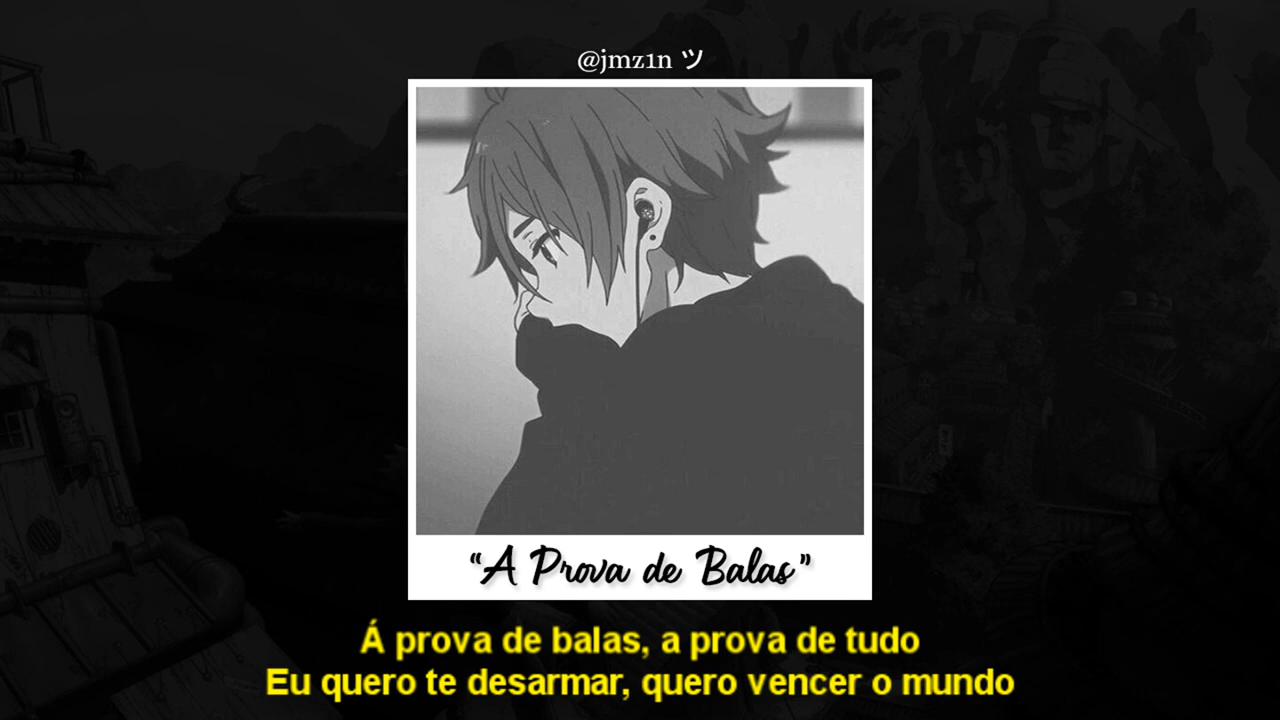 @jmz1n ツ
“A Prova de Balas”
Á prova de balas, a prova de tudo
Eu quero te desarmar, quero vencer o mundo